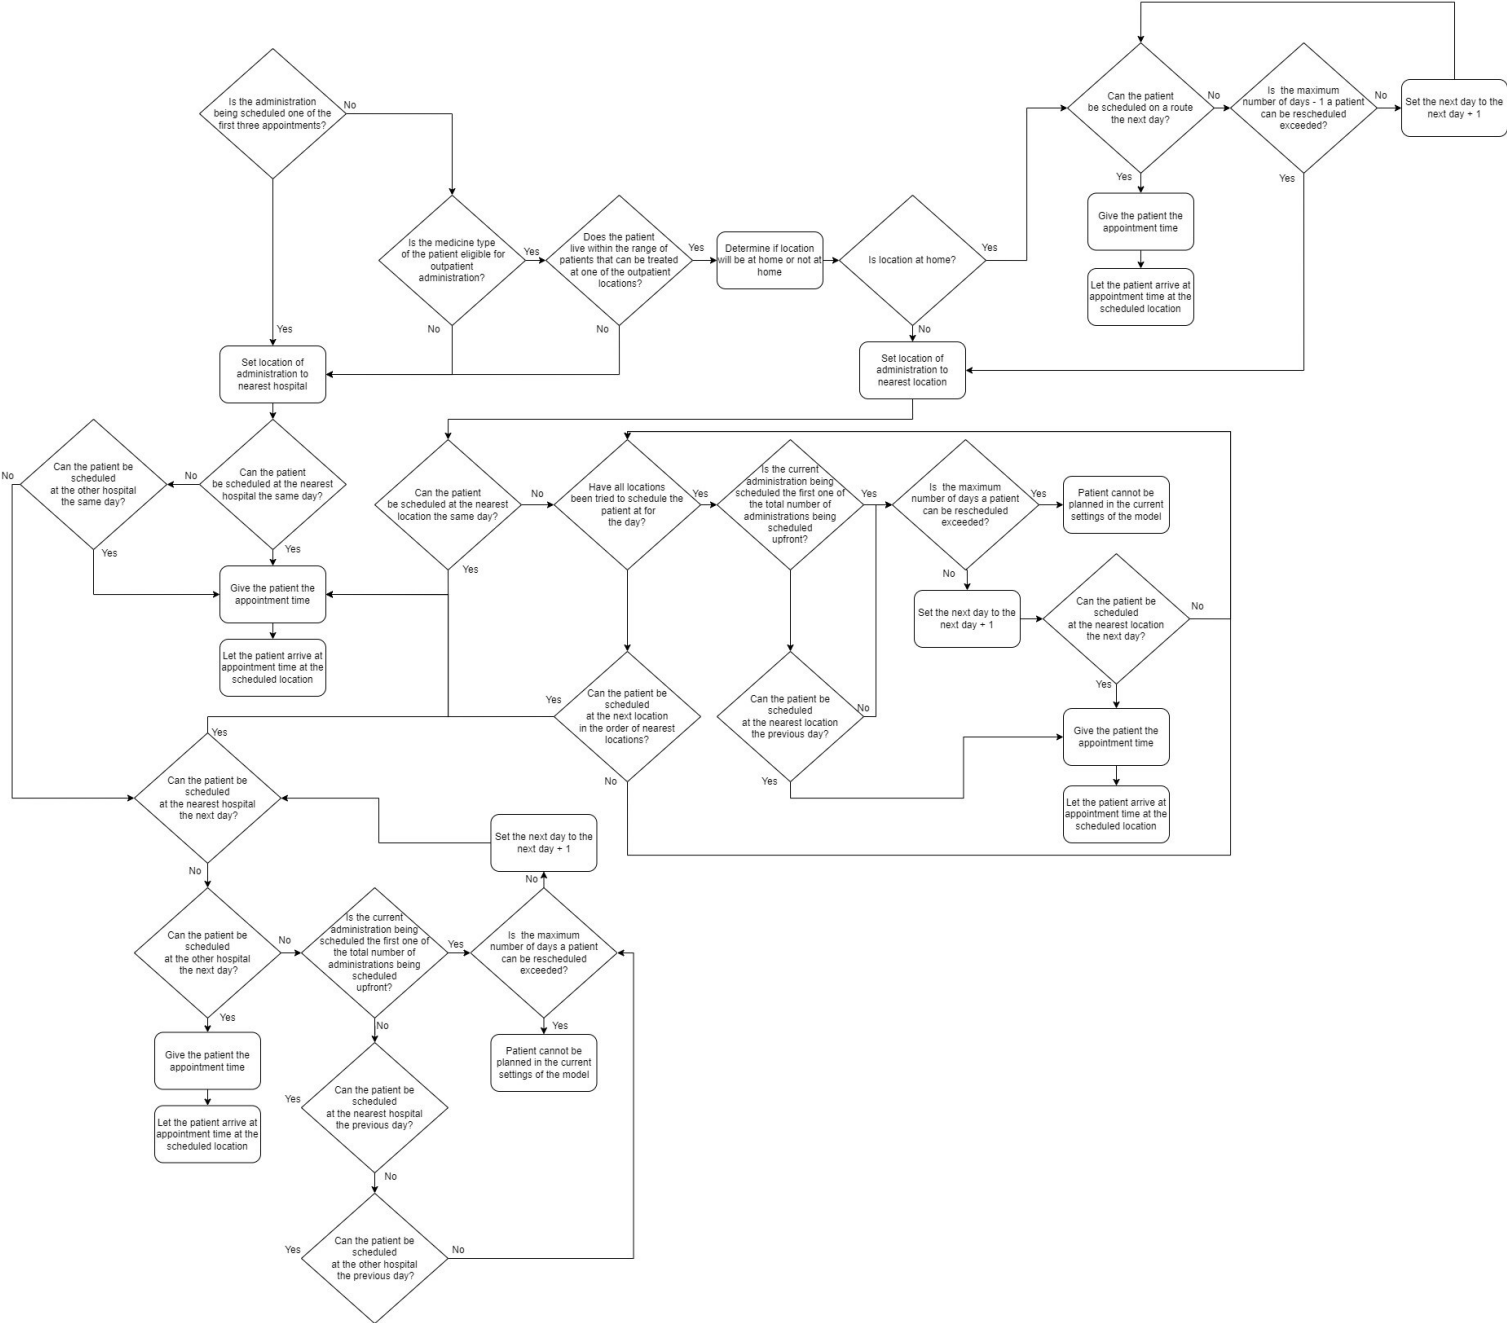 Is the administration
being scheduled one of the
first three appointments?
No
Yes
Is the medicine type
of the patient eligible for
outpatient
administration?
Yes
No
Does the patient
live within the range of
patients that can be treated
at one of the outpatient
locations?
Yes
No
Determine if location
will be at home or not at
home
Is location at home?
Yes
No
Can the patient
be scheduled on a route
the next day?
No
Yes
Is the maximum
number of days - 1 a patient
can be rescheduled
exceeded?
No
Yes
Set the next day to the
next day + 1
Give the patient the
appointment time
Let the patient arrive at
appointment time at the
scheduled location
Set location of
administration to
nearest hospital
Set location of
administration to
nearest location
Can the patient be
scheduled
at the other hospital
the same day?
No
Yes
No
Can the patient
be scheduled at the nearest
hospital the same day?
Yes
Give the patient the
appointment time
Let the patient arrive at
appointment time at the
scheduled location
Can the patient
be scheduled at the nearest
location the same day?
No
Yes
Have all locations
been tried to schedule the
patient at for
the day?
Yes
Is the current
administration being
scheduled the first one of
the total number of
administrations being
scheduled
upfront?
Yes
Is the maximum
number of days a patient
can be rescheduled
exceeded?
Yes
No
Patient cannot be
planned in the current
settings of the model
Set the next day to the
next day + 1
Can the patient be
scheduled
at the nearest location
the next day?
No
Yes
Can the patient be
scheduled
at the next location
in the order of nearest
locations?
Yes
No
Can the patient be
scheduled
at the nearest location
the previous day?
No
Yes
Give the patient the
appointment time
Let the patient arrive at
appointment time at the
scheduled location
Yes
Can the patient be
scheduled
at the nearest hospital
the next day?
No
Set the next day to the
next day + 1
No
Can the patient be
scheduled
at the other hospital
the next day?
No
Yes
Is the current
administration being
scheduled the first one of
the total number of
administrations being
scheduled
upfront?
Yes
No
Is the maximum
number of days a patient
can be rescheduled
exceeded?
Yes
Give the patient the
appointment time
Let the patient arrive at
appointment time at the
scheduled location
Patient cannot be
planned in the current
settings of the model
Yes
Can the patient be
scheduled
at the nearest hospital
the previous day?
No
Yes
Can the patient be
scheduled
at the other hospital
the previous day?
No